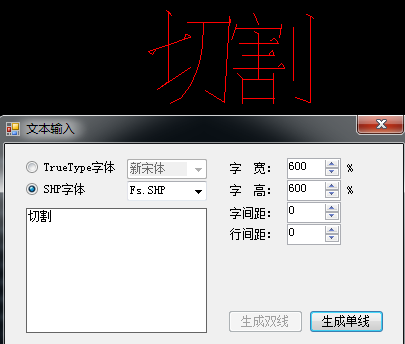 切割
文本输入
TrueType字体 新宋体 字 宽: 600 %
SHP字体 Fs.SHP 字 高: 600 %
切割
字间距: 0
行间距: 0
生成双线 生成单线